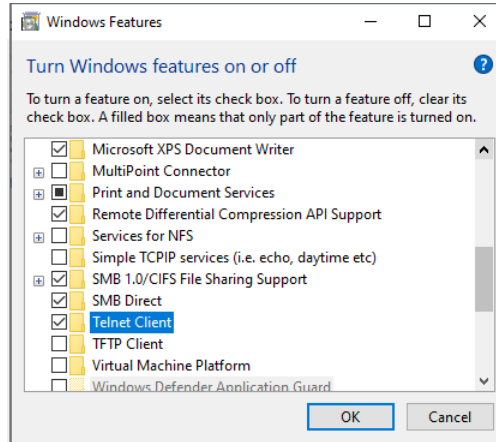 Windows Features
Turn Windows features on or off
To turn a feature on, select its check box. To turn a feature off, clear its
check box. A filled box means that only part of the feature is turned on.
Microsoft XPS Document Writer
MultiPoint Connector
Print and Document Services
Remote Differential Compression API Support
Services for NFS
Simple TCPIP services (i.e. echo, daytime etc)
SMB 1.0/CIFS File Sharing Support
SMB Direct
Telnet Client
TFTP Client
Virtual Machine Platform
Windows Defender Application Guard
OK Cancel